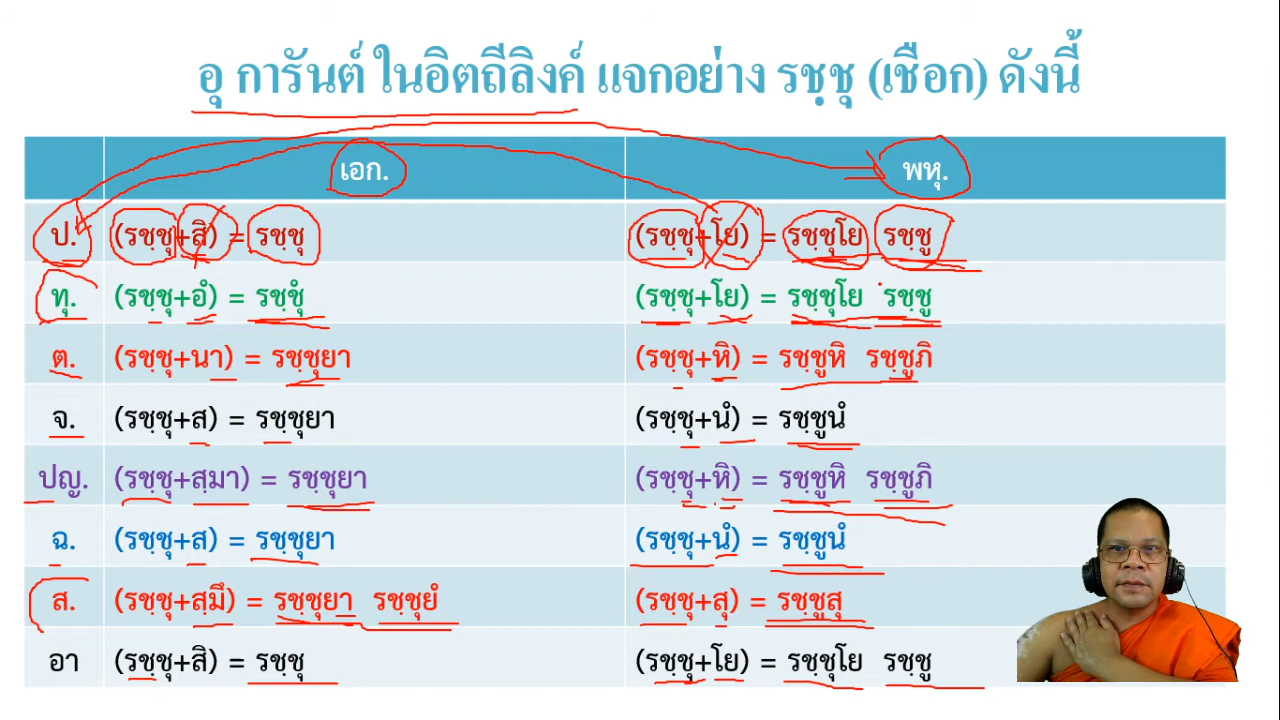 อุ การันต์ ในอิตถีลิงค์ แจกอย่าง รชฺชุ (เชือก) ดังนี้
เอก. พหุ.
ป. (รชฺชุ+สิ) = รชฺชุ (รชฺชุ+โย) = รชฺชุโย รชฺชู
ทุ. (รชฺชุ+อํ) = รชฺชุํ (รชฺชุ+โย) = รชฺชุโย รชฺชู
ต. (รชฺชุ+นา) = รชฺชุยา (รชฺชุ+หิ) = รชฺชูหิ รชฺชูภิ
จ. (รชฺชุ+ส) = รชฺชุยา (รชฺชุ+นํ) = รชฺชูนํ
ปญ. (รชฺชุ+สฺมา) = รชฺชุยา (รชฺชุ+หิ) = รชฺชูหิ รชฺชูภิ
ฉ. (รชฺชุ+ส) = รชฺชุยา (รชฺชุ+นํ) = รชฺชูนํ
ส. (รชฺชุ+สฺมึ) = รชฺชุยา รชฺชุยํ (รชฺชุ+สุ) = รชฺชูสุ
อา (รชฺชุ+สิ) = รชฺชุ (รชฺชุ+โย) = รชฺชุโย รชฺชู